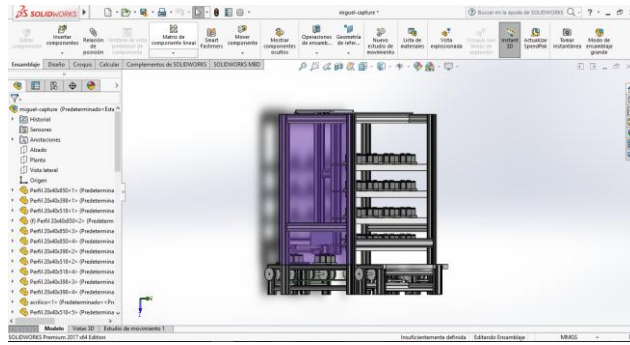 SOLIDWORKS
miguel-capture *
Buscar en la ayuda de SOLIDWORKS
Editar componente
Insertar componentes
Relación de posición
Matriz de componente lineal
Smart Fasteners
Mover componente
Mostrar componentes ocultos
Operaciones de ensamb...
Geometría de refer...
Nuevo estudio de movimiento
Lista de materiales
Vista explosionada
Instant 3D
Actualizar SpeedPak
Tomar instantánea
Modo de ensamblaje grande
Ensamblaje
Diseño
Croquis
Calcular
Complementos de SOLIDWORKS
SOLIDWORKS MBD
miguel-capture (Predeterminado<Esta
Historial
Sensores
Anotaciones
Alzado
Planta
Vista lateral
Origen
Perfil 20x40x850<1> (Predetermina
Perfil 20x40x398<1> (Predetermina
Perfil 20x40x518<1> (Predetermina
(f) Perfil 20x40x850<2> (Predeterm
Perfil 20x40x850<3> (Predetermina
Perfil 20x40x850<4> (Predetermina
Perfil 20x40x398<2> (Predetermina
Perfil 20x40x518<2> (Predetermina
Perfil 20x40x518<4> (Predetermina
Perfil 20x40x398<3> (Predetermina
Perfil 20x40x398<4> (Predetermina
acrilico<1> (Predeterminado<<Pre
Perfil 20x40x518<5> (Predetermina
Modelo
Vistas 3D
Estudio de movimiento 1
SOLIDWORKS Premium 2017 x64 Edition
Insuficientemente definida
Editando Ensamblaje
MMGS